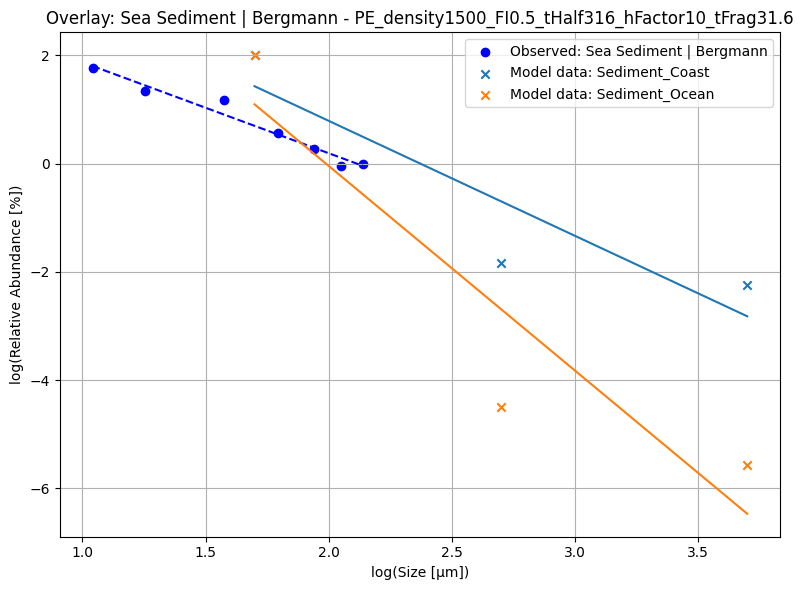 Overlay: Sea Sediment | Bergmann - PE_density1500_FI0.5_tHalf316_hFactor10_tFrag31.6
Observed: Sea Sediment | Bergmann
Model data: Sediment_Coast
Model data: Sediment_Ocean
log(Relative Abundance [%])
2
0
−2
−4
−6
1.0 1.5 2.0 2.5 3.0 3.5
log(Size [μm])